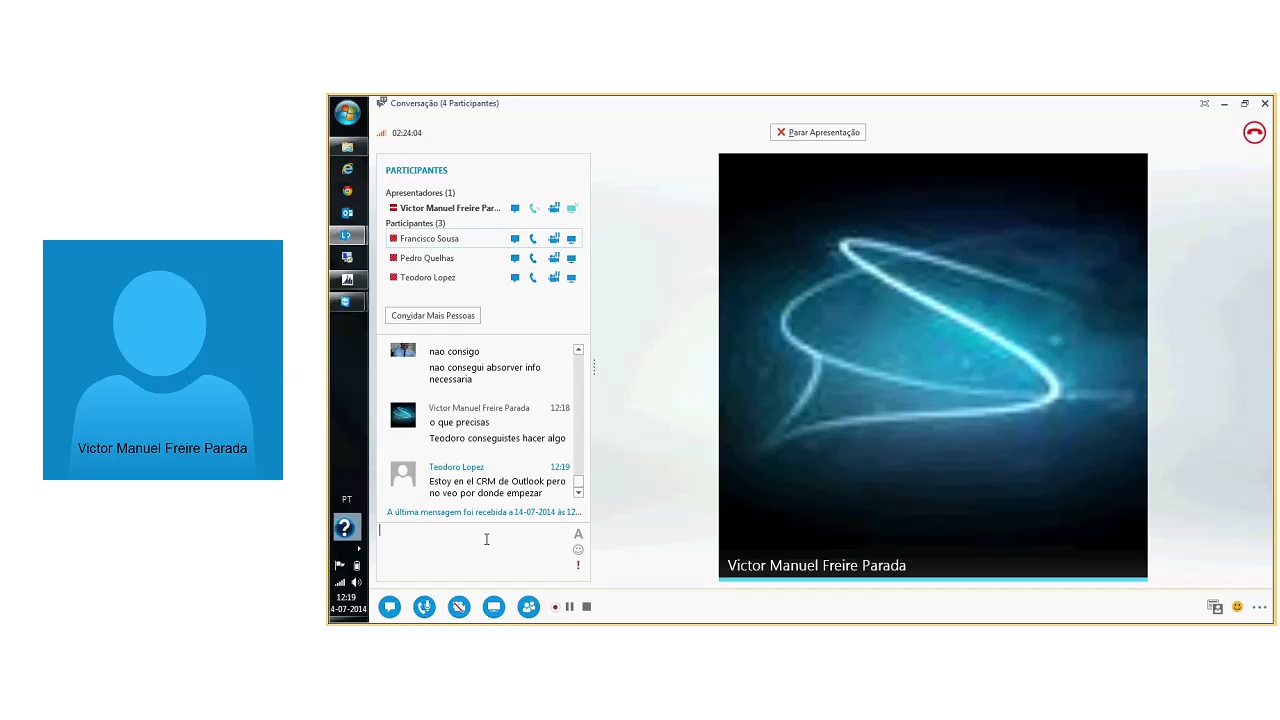 Victor Manuel Freire Parada
Conversação (4 Participantes)
02:24:04
Parar Apresentação
PARTICIPANTES
Apresentadores (1)
Victor Manuel Freire Par...
Participantes (3)
Francisco Sousa
Pedro Quelhas
Teodoro Lopez
Convidar Mais Pessoas
nao consigo
nao consegui absorver info
necessaria
Victor Manuel Freire Parada 12:18
o que precisas
Teodoro conseguistes hacer algo
Teodoro Lopez 12:19
Estoy en el CRM de Outlook pero
no veo por donde empezar
A última mensagem foi recebida a 14-07-2014 às 12...
A
Victor Manuel Freire Parada
PT
12:19
4-07-2014